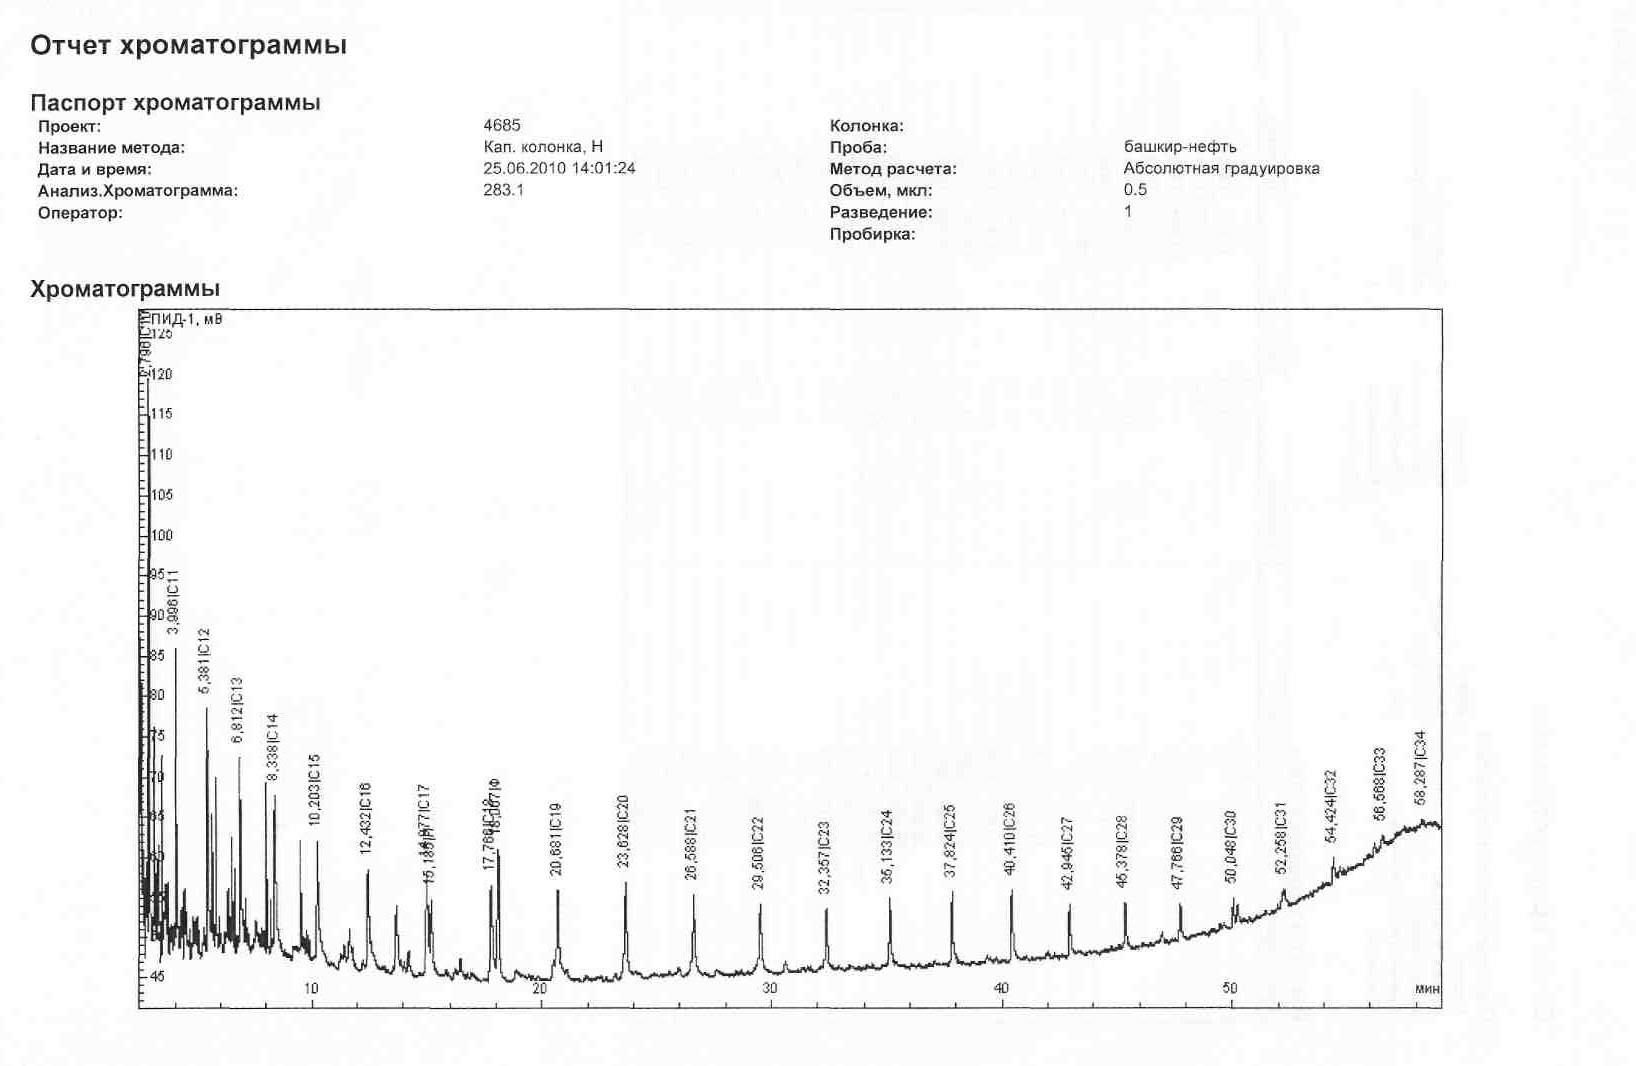 Отчет хроматограммы
Паспорт хроматограммы
Проект: 4685
Название метода: Кап. колонка, Н
Дата и время: 25.06.2010 14:01:24
Анализ.Хроматограмма: 283.1
Оператор:
Колонка:
Проба: башкир-нефть
Метод расчета: Абсолютная градуировка
Объем, мкл: 0.5
Разведение: 1
Пробирка:
Хроматограммы
ПИД-1, мВ
125
120
115
110
105
100
95
90
85
80
75
70
65
60
55
50
45
3,996|C11
5,381|C12
6,812|C13
8,338|C14
10,203|C15
12,432|C16
20,681|C19
23,628|C20
26,588|C21
29,506|C22
32,357|C23
35,133|C24
37,824|C25
40,410|C26
42,945|C27
45,378|C28
47,766|C29
50,048|C30
52,258|C31
54,424|C32
56,568|C33
58,287|C34
10 20 30 40 50 мин